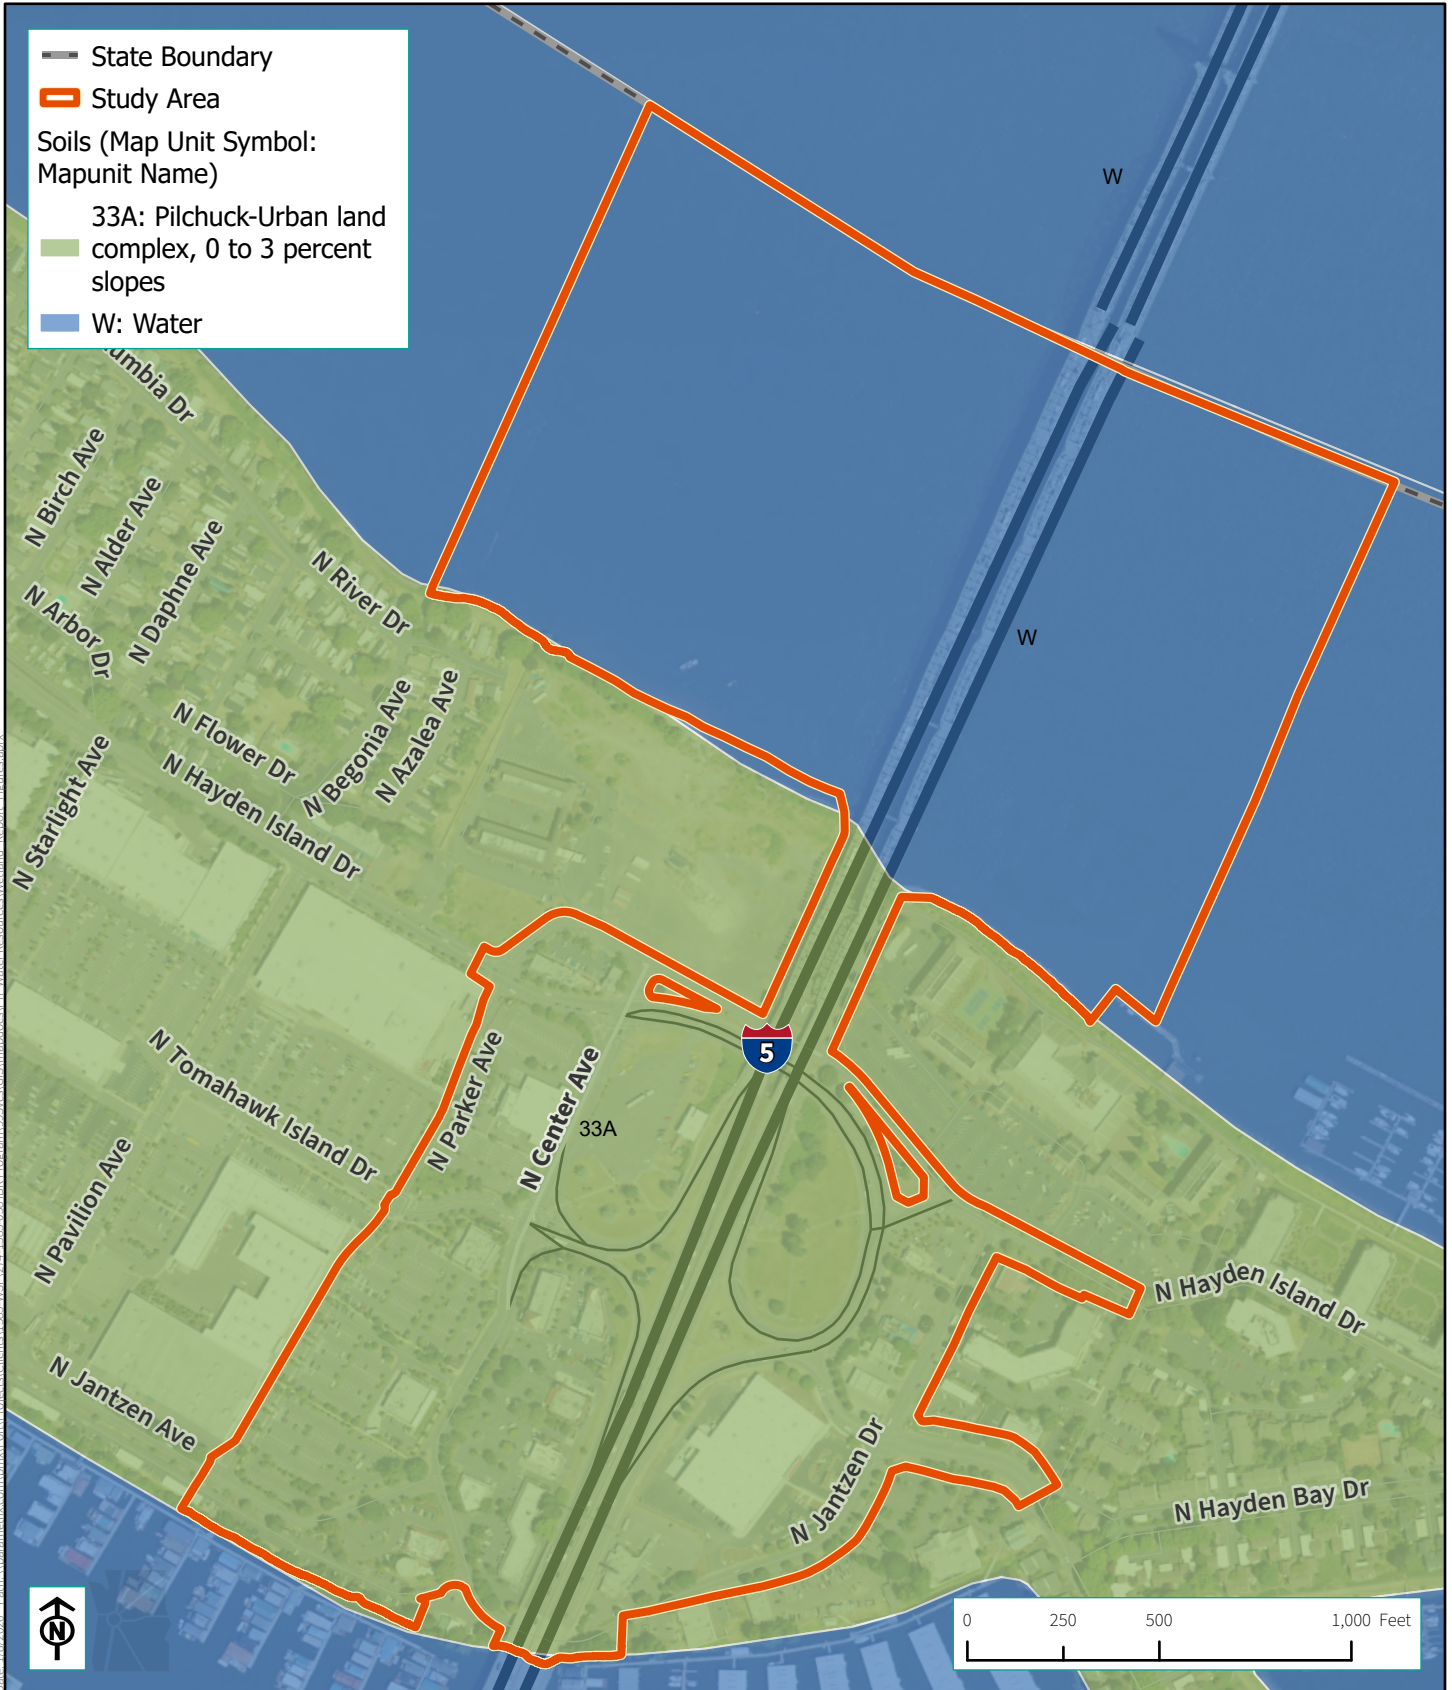 State Boundary
Study Area
Soils (Map Unit Symbol:
Mapunit Name)
33A: Pilchuck-Urban land
complex, 0 to 3 percent
slopes
W: Water
W
W
Dr
N Birch Ave
N Alder Ave
N Daphne Ave
N Arbor Dr
N River Dr
N Flower Dr
N Begonia Ave
N Azalea Ave
N Starlight Ave
N Hayden Island Dr
N Tomahawk Island Dr
N Parker Ave
N Center Ave
5
33A
N Pavilion Ave
N Jantzen Ave
N Jantzen Dr
N Hayden Island Dr
N Hayden Bay Dr
N
0 250 500 1,000 Feet